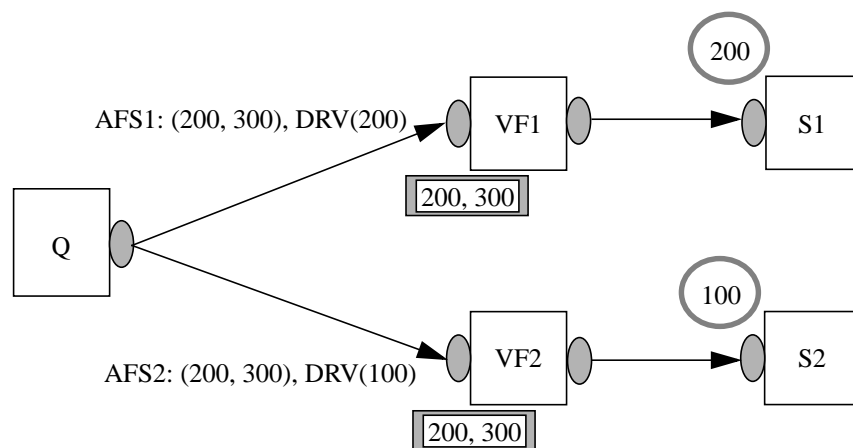 200
AFS1: (200, 300), DRV(200)
VF1
S1
200, 300
Q
100
AFS2: (200, 300), DRV(100)
VF2
S2
200, 300